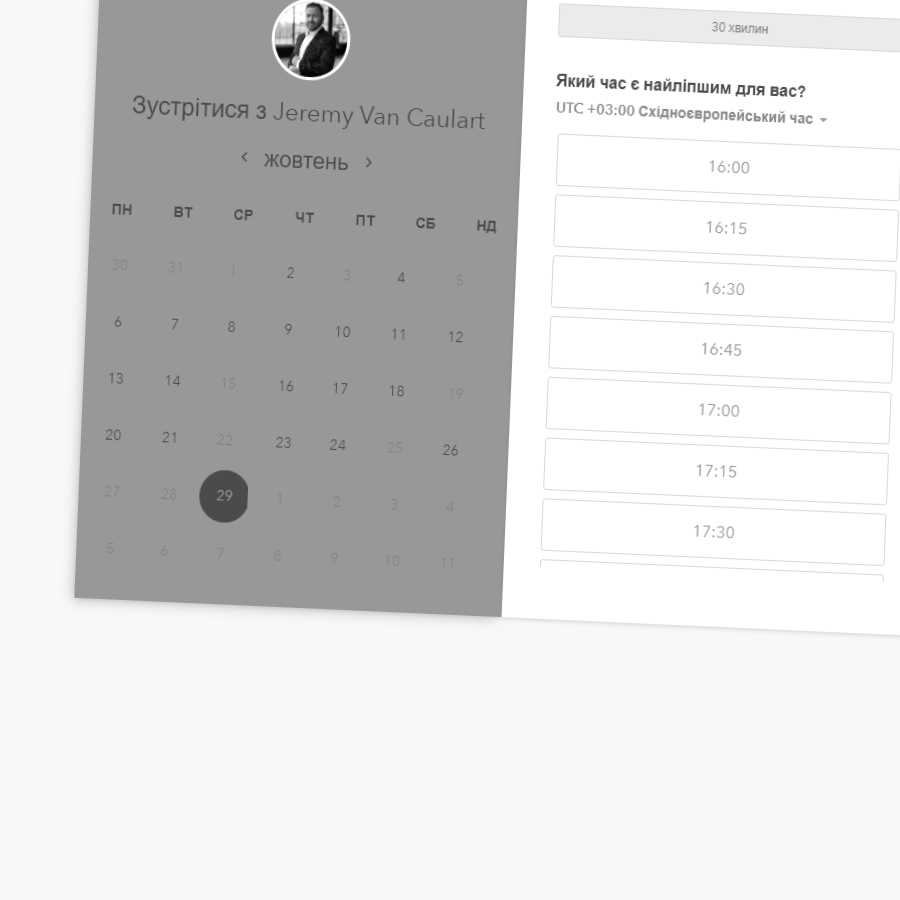 Зустрітися з Jeremy Van Caulart
жовтень
ПН ВТ СР ЧТ ПТ СБ НД
30 31 1 2 3 4 5
6 7 8 9 10 11 12
13 14 15 16 17 18 19
20 21 22 23 24 25 26
27 28 29 1 2 3 4
5 6 7 8 9 10 11
30 хвилин
Який час є найліпшим для вас?
UTC +03:00 Східноєвропейський час
16:00
16:15
16:30
16:45
17:00
17:15
17:30